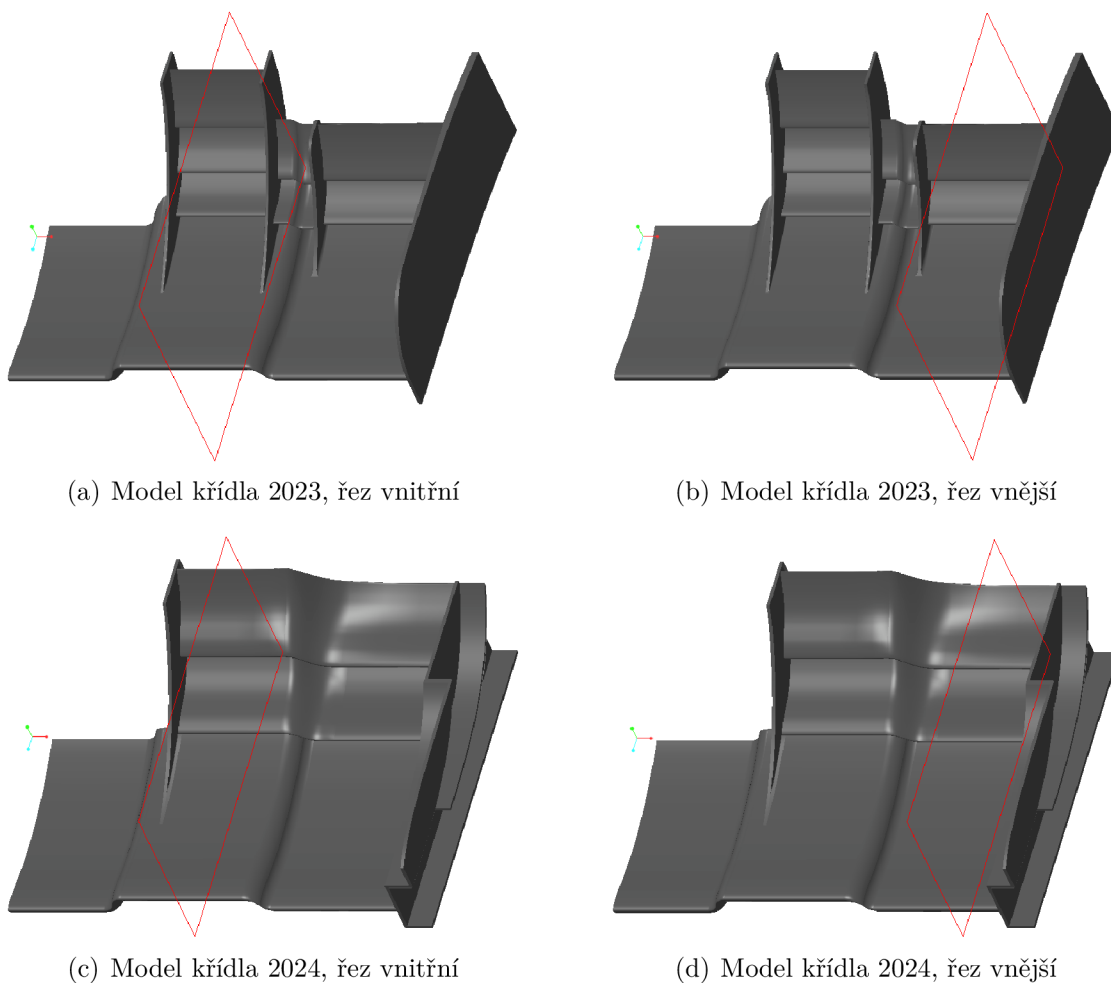 (a) Model křídla 2023, řez vnitřní
(b) Model křídla 2023, řez vnější
(c) Model křídla 2024, řez vnitřní
(d) Model křídla 2024, řez vnější